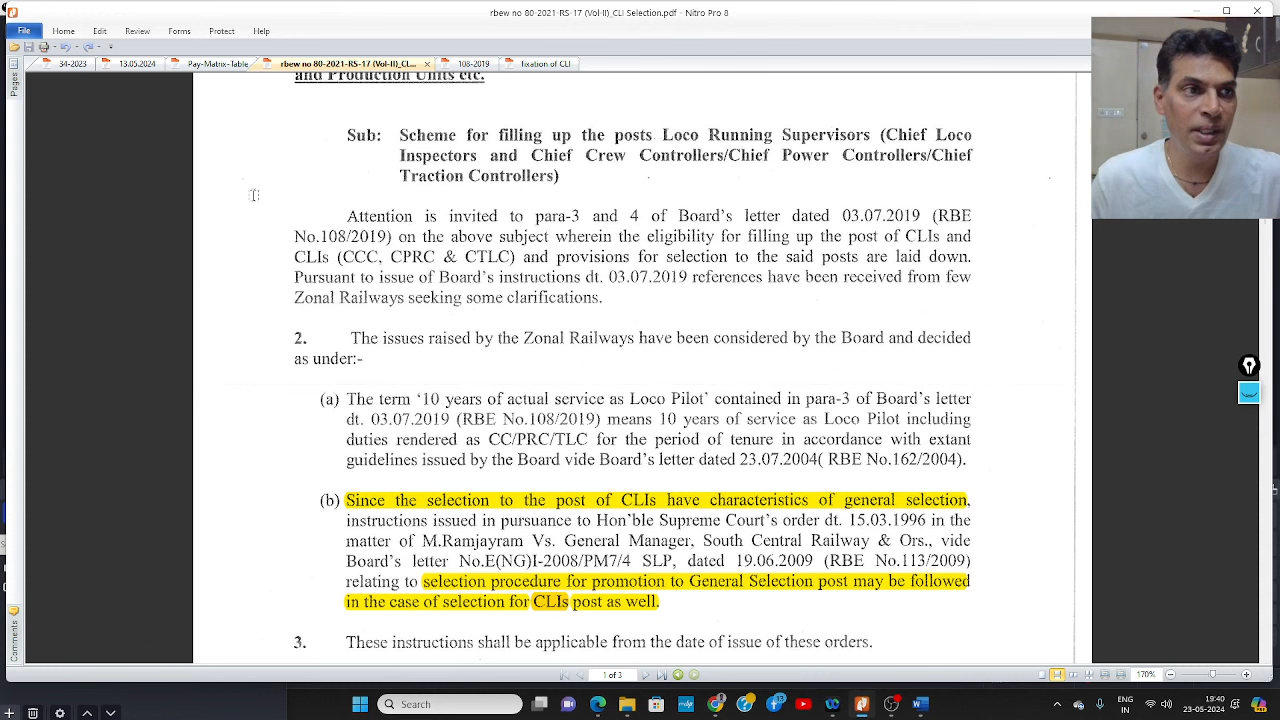 rbew no 80-2021-RS-17 (Vol-II)_CLI Selection.pdf - Nitro Pro 8
File Home Edit Review Forms Protect Help
34-2023 13.05.2024 Pay-Matrix-Table rbew no 80-2021-RS-17 (Vol-II)_CLI... × 108-2019 fixation of CLI
Pages
and Production Units etc.
Sub: Scheme for filling up the posts Loco Running Supervisors (Chief Loco
Inspectors and Chief Crew Controllers/Chief Power Controllers/Chief
Traction Controllers)
Attention is invited to para-3 and 4 of Board's letter dated 03.07.2019 (RBE
No.108/2019) on the above subject wherein the eligibility for filling up the post of CLIs and
CLIs (CCC, CPRC & CTLC) and provisions for selection to the said posts are laid down.
Pursuant to issue of Board's instructions dt. 03.07.2019 references have been received from few
Zonal Railways seeking some clarifications.
2. The issues raised by the Zonal Railways have been considered by the Board and decided
as under:-
(a) The term '10 years of actual service as Loco Pilot' contained in para-3 of Board's letter
dt. 03.07.2019 (RBE No.108/2019) means 10 years of service as Loco Pilot including
duties rendered as CC/PRC/TLC for the period of tenure in accordance with extant
guidelines issued by the Board vide Board's letter dated 23.07.2004( RBE No.162/2004).
(b) Since the selection to the post of CLIs have characteristics of general selection,
instructions issued in pursuance to Hon'ble Supreme Court's order dt. 15.03.1996 in the
matter of M.Ramjayram Vs. General Manager, South Central Railway & Ors., vide
Board's letter No.E(NG)I-2008/PM7/4 SLP, dated 19.06.2009 (RBE No.113/2009)
relating to selection procedure for promotion to General Selection post may be followed
in the case of selection for CLIs post as well.
3. These instructions shall be applicable from the date of issue of these orders.
Comments
1 of 3
170%
Search
ENG
IN
19:40
23-05-2024